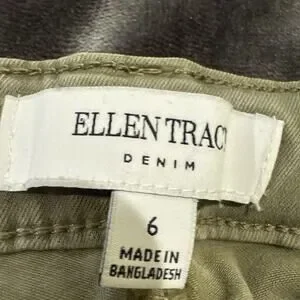 ELLEN TRAC
DENIM
6
MADE IN
BANGLADESH